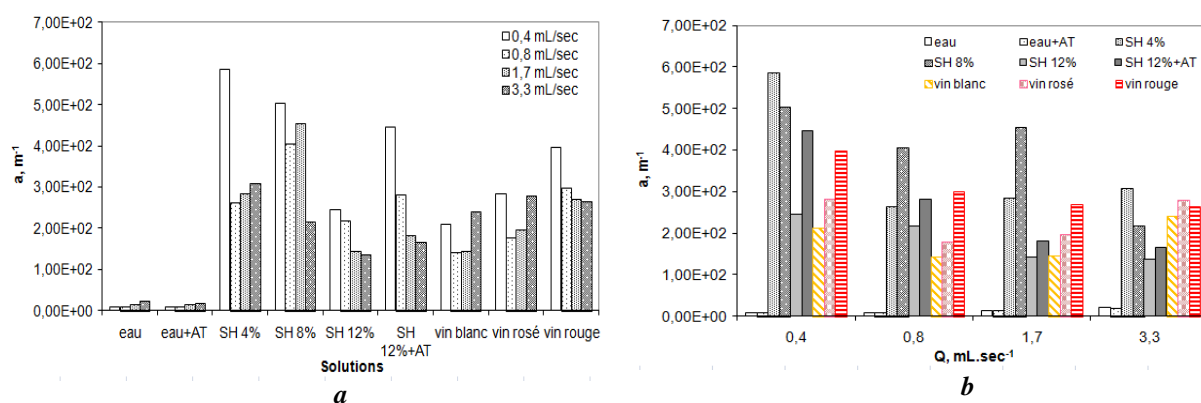 7,00E+02
6,00E+02
5,00E+02
4,00E+02
3,00E+02
2,00E+02
1,00E+02
0,00E+00
a, m-1
0,4 mL/sec
0,8 mL/sec
1,7 mL/sec
3,3 mL/sec
eau
eau+AT
SH 4%
SH 8%
SH 12%
SH
12%+AT
vin blanc
vin rosé
vin rouge
Solutions
a
7,00E+02
6,00E+02
5,00E+02
4,00E+02
3,00E+02
2,00E+02
1,00E+02
0,00E+00
a, m-1
eau
eau+AT
SH 4%
SH 8%
SH 12%
SH 12%+AT
vin blanc
vin rosé
vin rouge
0,4
0,8
1,7
3,3
Q, mL.sec-1
b